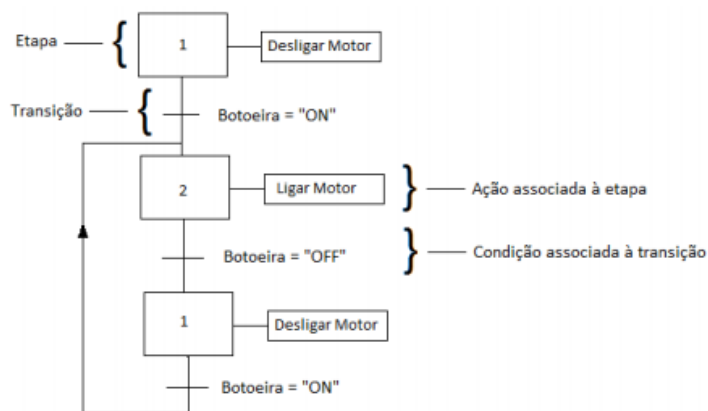 Etapa
1
Desligar Motor
Transição
Botoeira = "ON"
2
Ligar Motor
Ação associada à etapa
Botoeira = "OFF"
Condição associada à transição
1
Desligar Motor
Botoeira = "ON"